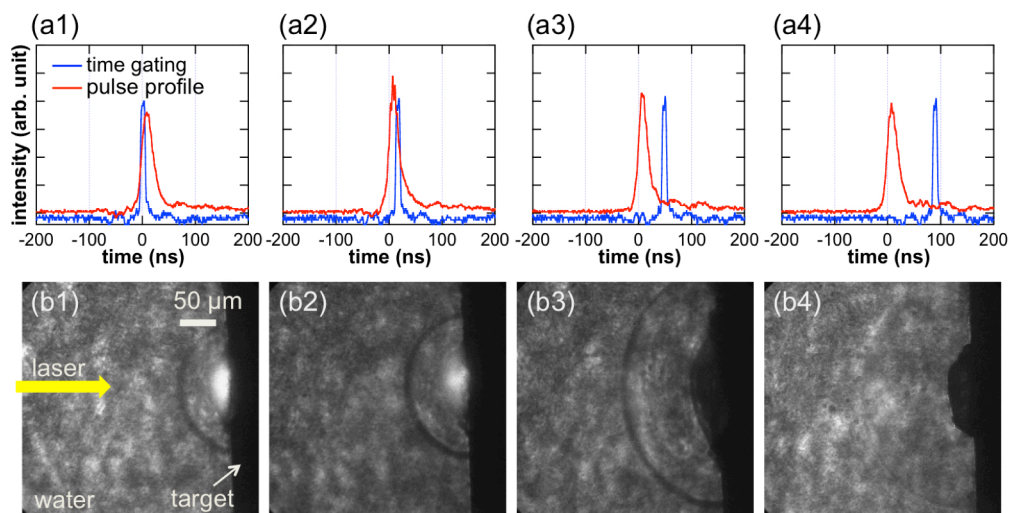 (a1) (a2) (a3) (a4)
intensity (arb. unit)
time gating
pulse profile
-200 -100 0 100 200 -200 -100 0 100 200 -200 -100 0 100 200 -200 -100 0 100 200
time (ns) time (ns) time (ns) time (ns)
(b1) (b2) (b3) (b4)
50 μm
laser
water
target